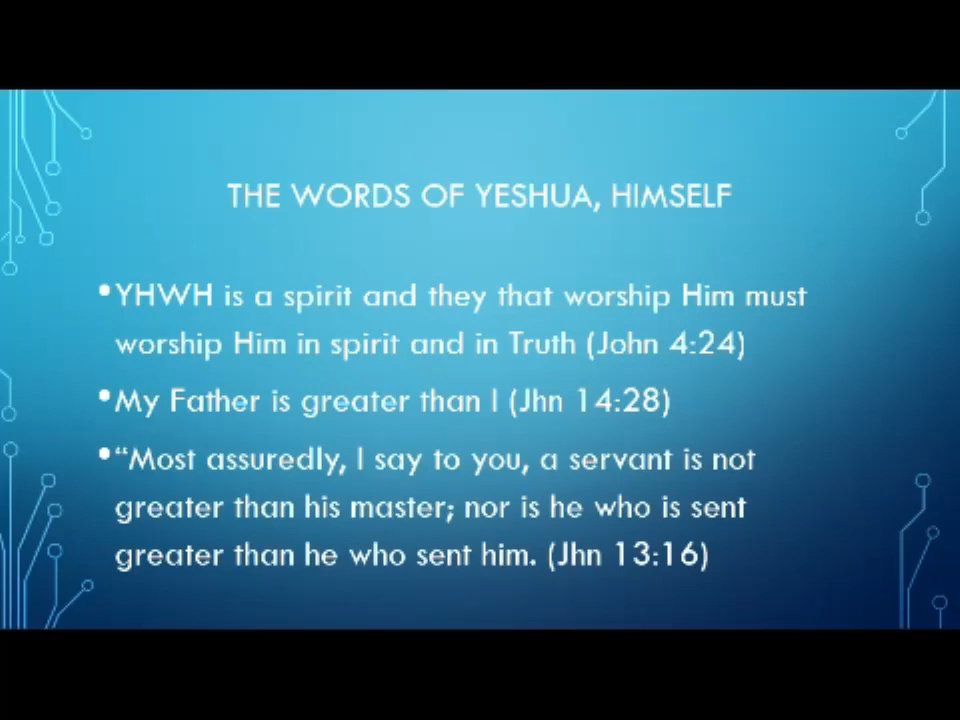 THE WORDS OF YESHUA, HIMSELF
•YHWH is a spirit and they that worship Him must
worship Him in spirit and in Truth (John 4:24)
•My Father is greater than I (Jhn 14:28)
•“Most assuredly, I say to you, a servant is not
greater than his master; nor is he who is sent
greater than he who sent him. (Jhn 13:16)